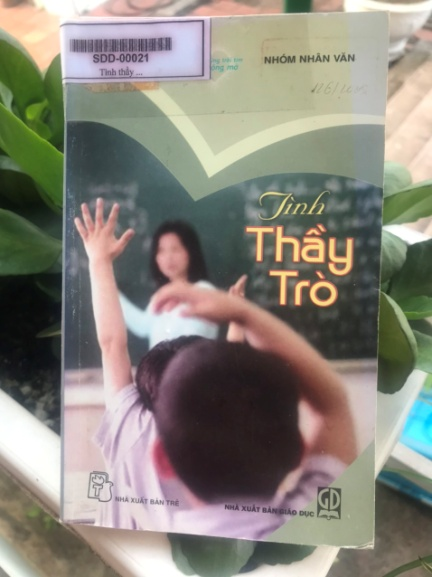 SDD-00021
Tình thầy ...
NHÓM NHÂN VĂN
Tình
Thầy
Trò
NHÀ XUẤT BẢN TRẺ
NHÀ XUẤT BẢN GIÁO DỤC
GD